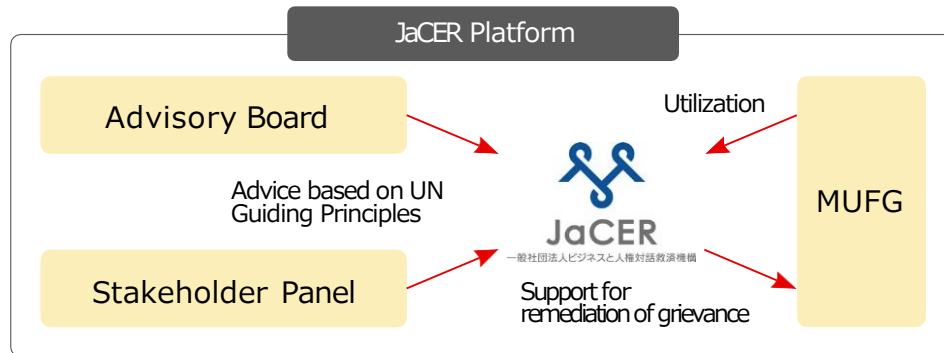 JaCER Platform
Advisory Board
Utilization
Advice based on UN
Guiding Principles
MUFG
JaCER
一般社団法人ビジネスと人権対話救済機構
Stakeholder Panel
Support for
remediation of grievance